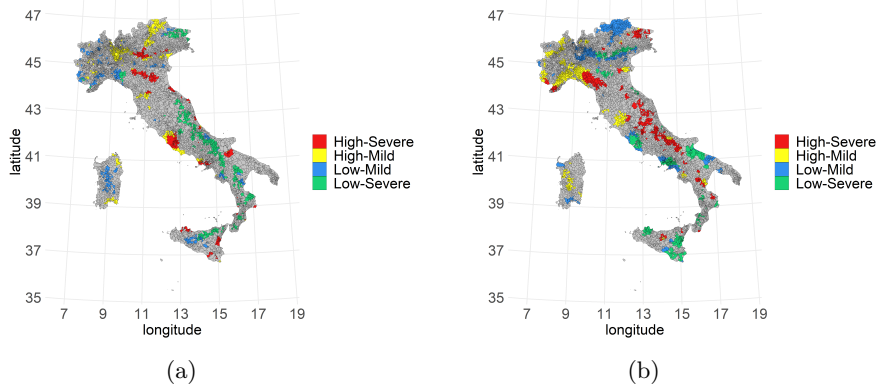 47
45
43
41
39
37
35
latitude
7 9 11 13 15 17 19
longitude
High-Severe
High-Mild
Low-Mild
Low-Severe
(a)
47
45
43
41
39
37
35
latitude
7 9 11 13 15 17 19
longitude
High-Severe
High-Mild
Low-Mild
Low-Severe
(b)